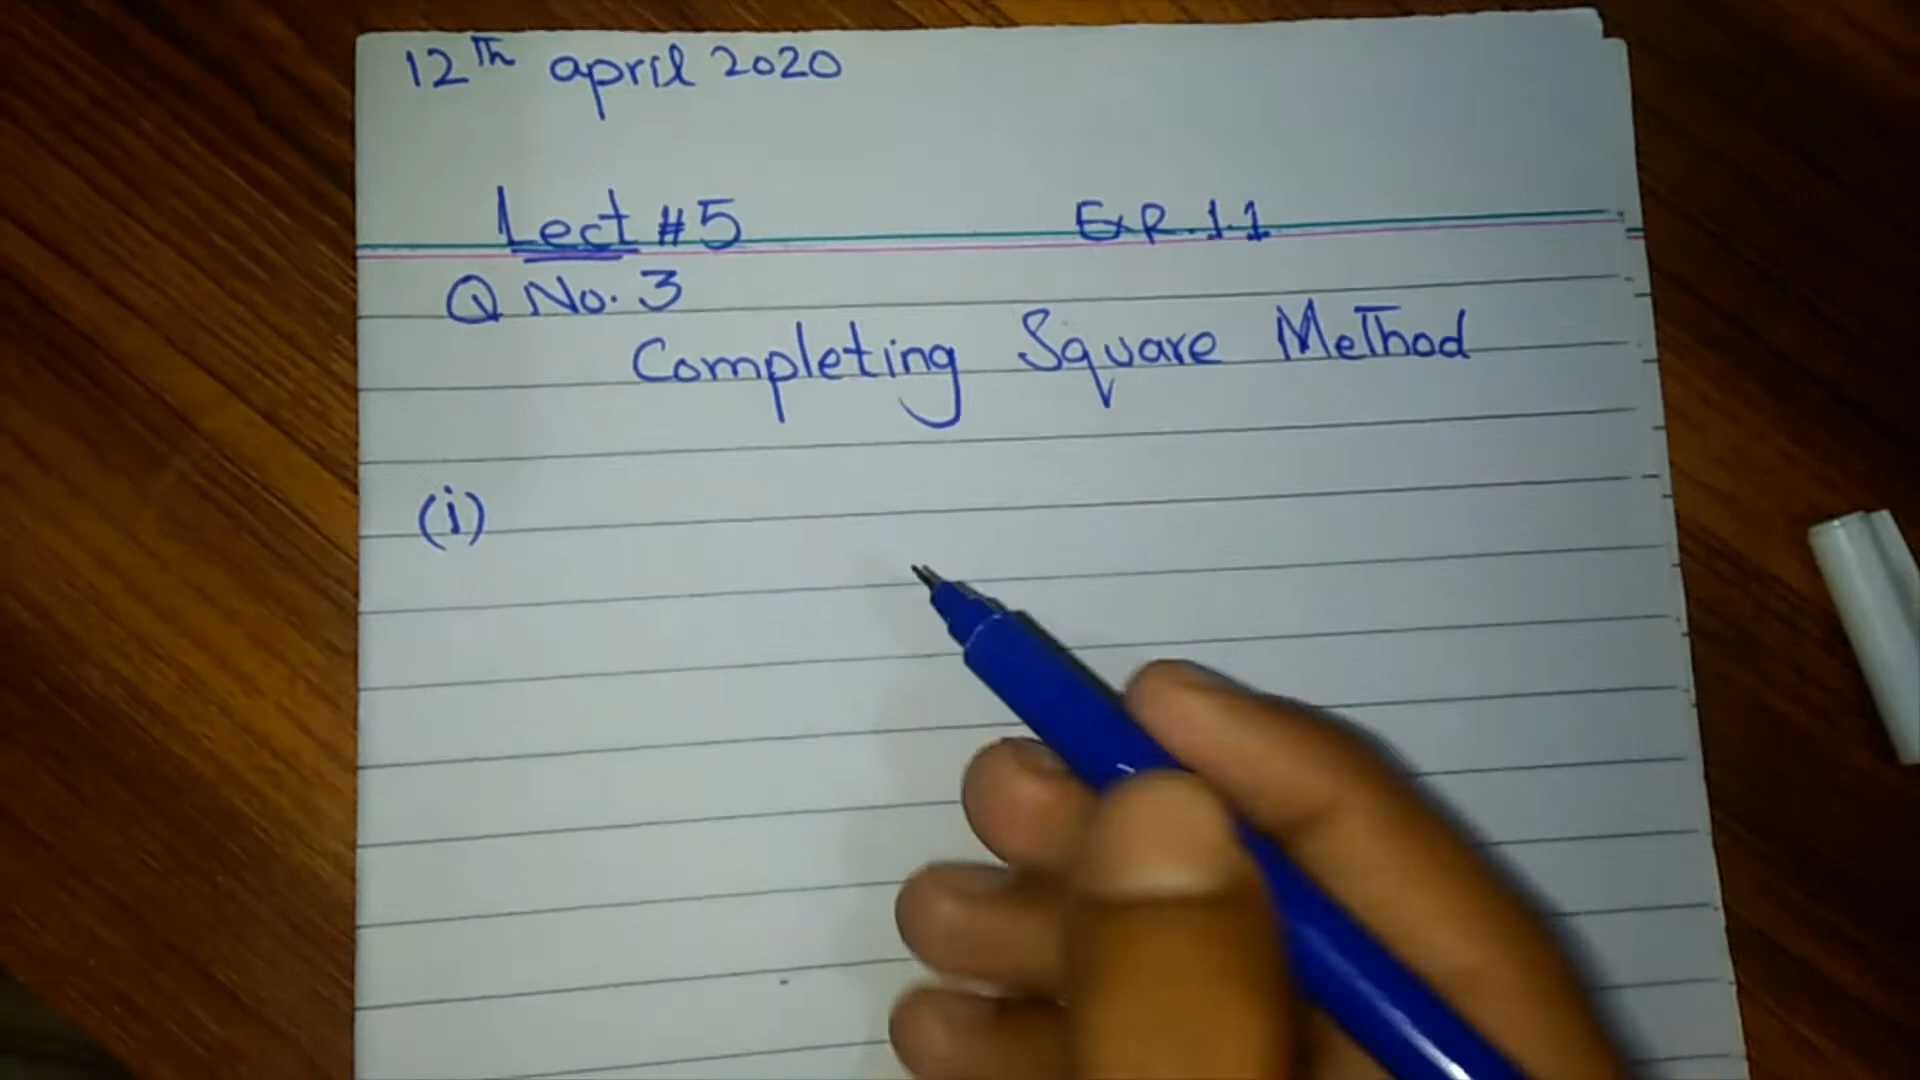 12Th april 2020
Lect #5 EX.R.1.1
Q No. 3
Completing Square MeThod
(i)